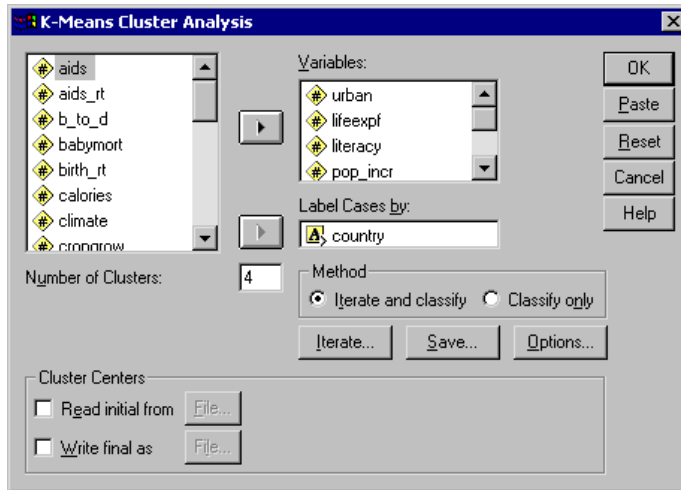 K-Means Cluster Analysis
aids
aids_rt
b_to_d
babymort
birth_rt
calories
climate
cropgrow
Number of Clusters:
4
Variables:
urban
lifeexpf
literacy
pop_incr
Label Cases by:
country
Method
Iterate and classify
Classify only
Iterate...
Save...
Options...
OK
Paste
Reset
Cancel
Help
Cluster Centers
Read initial from
File...
Write final as
File...